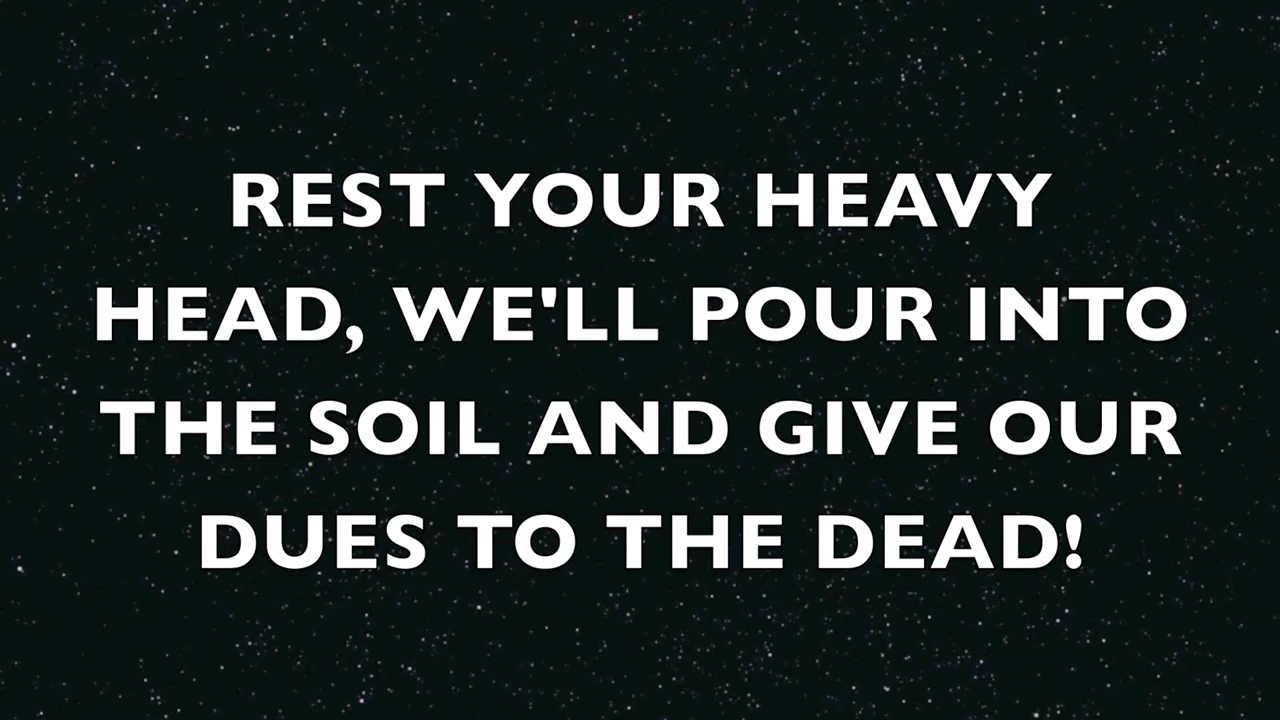 REST YOUR HEAVY
HEAD, WE'LL POUR INTO
THE SOIL AND GIVE OUR
DUES TO THE DEAD!